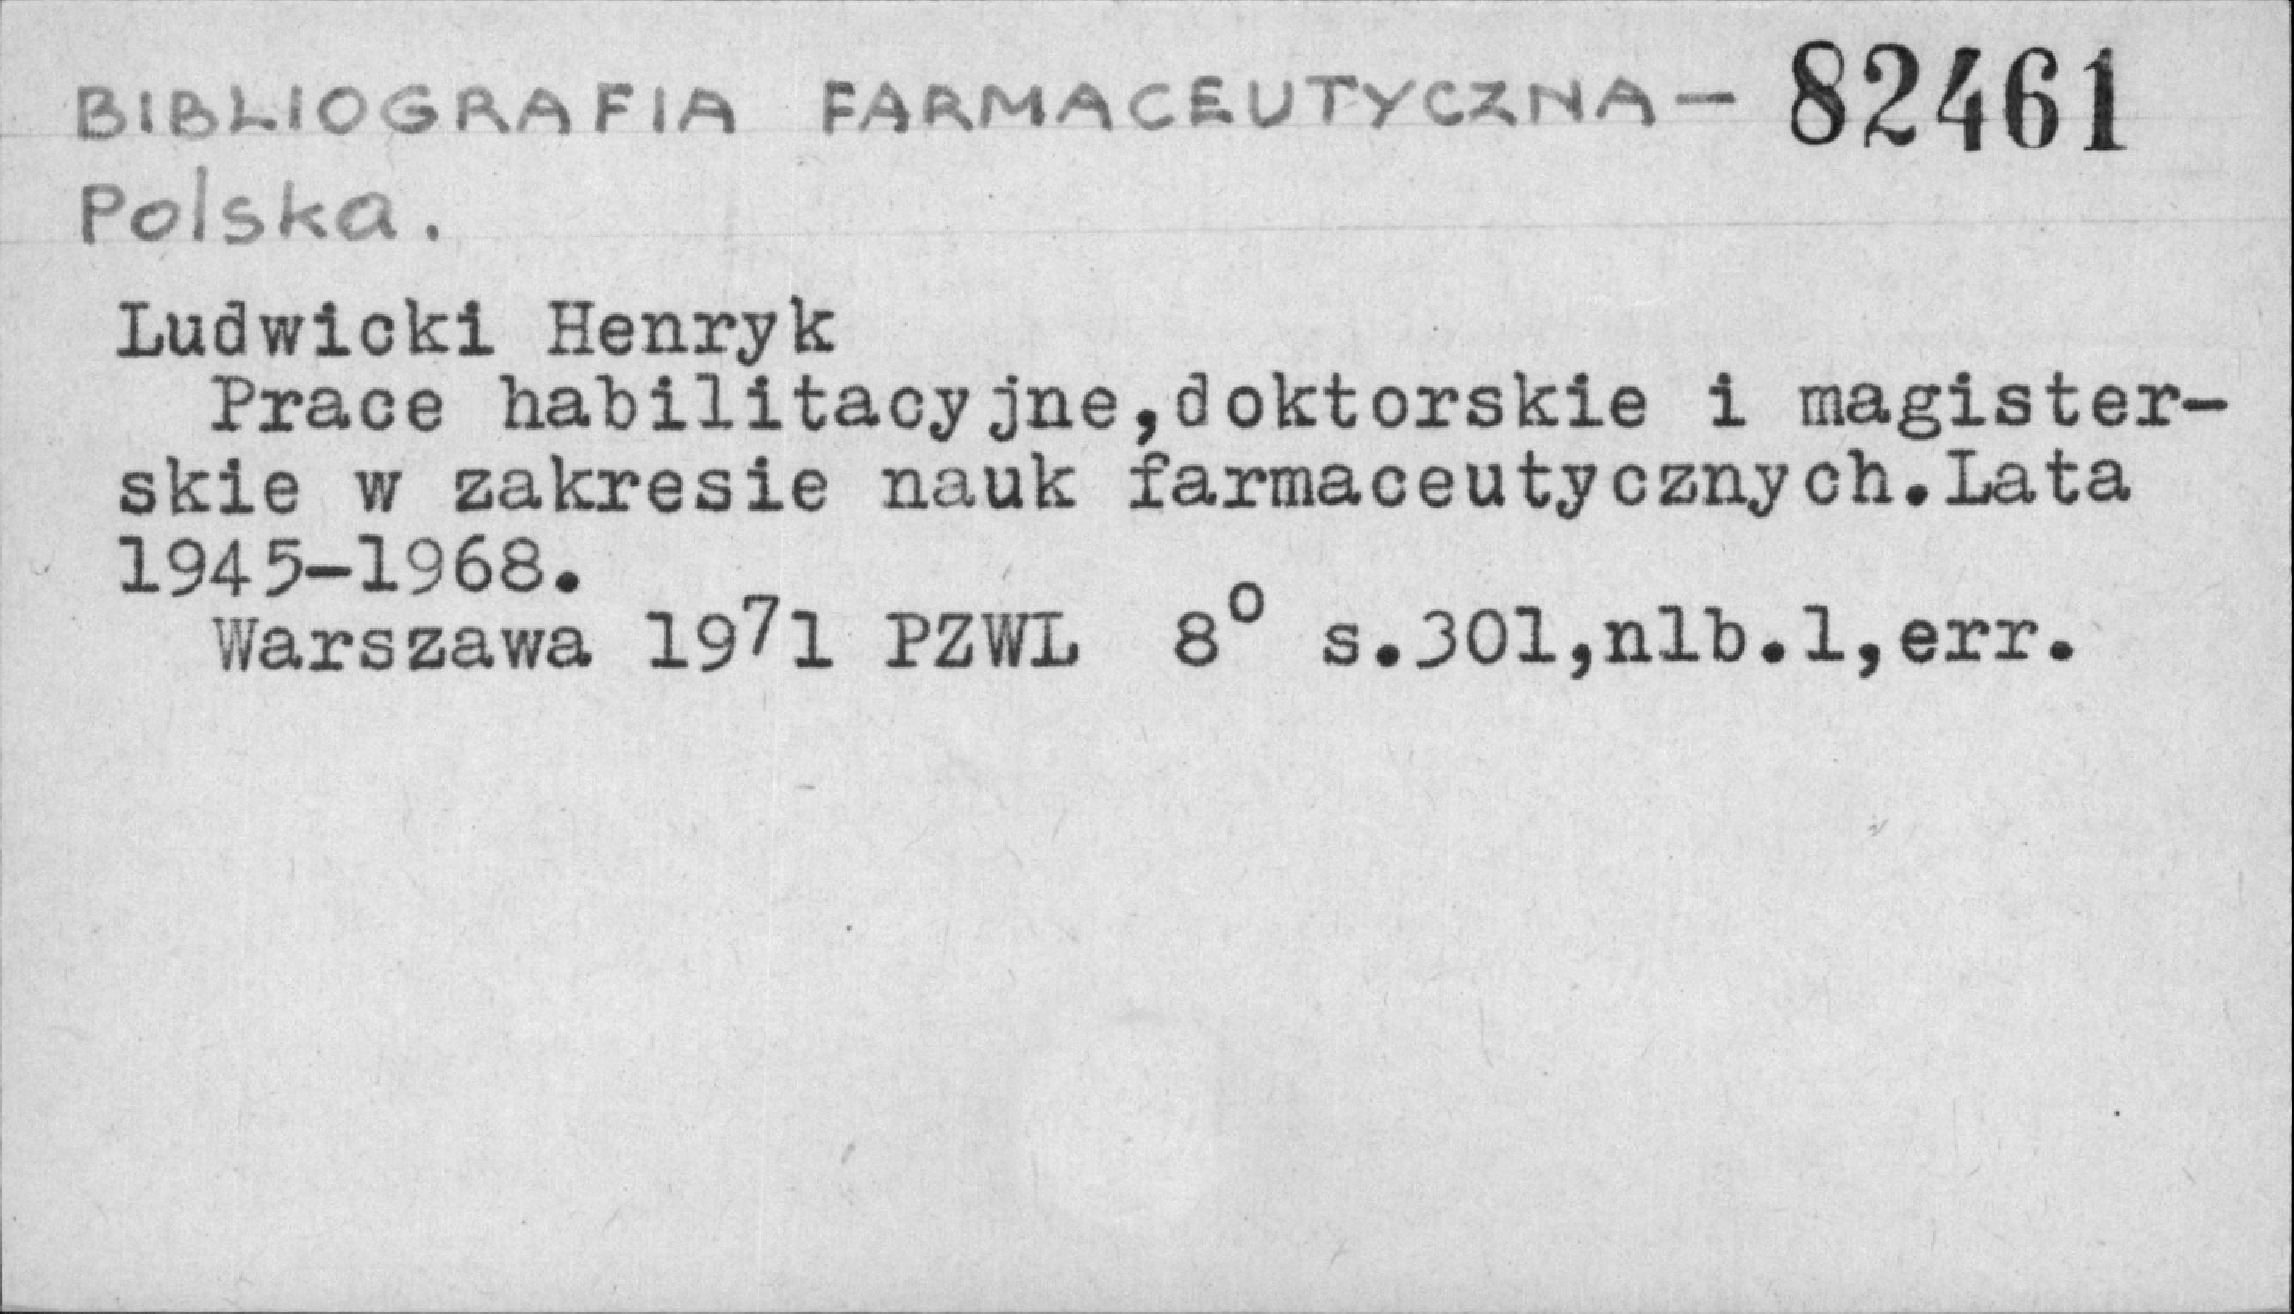 BIBLIOGRAFIA FARMACEUTYCZNA- 82461
Polska.
Ludwicki Henryk
Prace habilitacyjne,doktorskie i magister-
skie w zakresie nauk farmaceutycznych.Lata
1945-1968.
Warszawa 1971 PZWL 8° s.301,nlb.1,err.